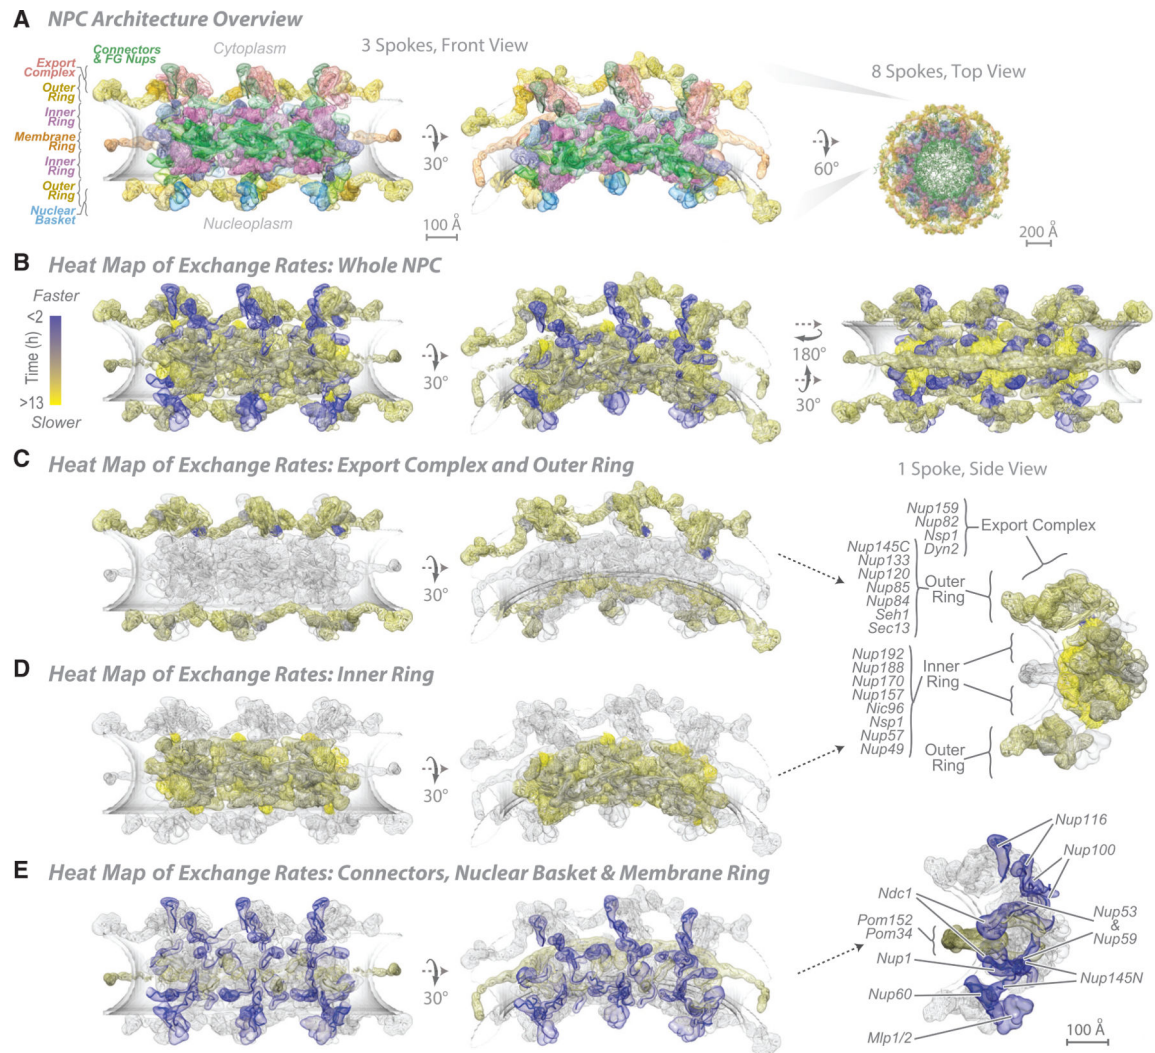 A NPC Architecture Overview
Connectors
& FG Nups
Cytoplasm
3 Spokes, Front View
8 Spokes, Top View
Export
Complex
Outer
Ring
Inner
Ring
Membrane
Ring
Inner
Ring
Outer
Ring
Nuclear
Basket
Nucleoplasm
30°
60°
100 Å
200 Å
B Heat Map of Exchange Rates: Whole NPC
Faster
<2
Time (h)
>13
Slower
30°
180°
30°
C Heat Map of Exchange Rates: Export Complex and Outer Ring
1 Spoke, Side View
30°
Nup159
Nup82
Nsp1
Dyn2
Export Complex
Nup145C
Nup133
Nup120
Nup85
Nup84
Seh1
Sec13
Outer
Ring
D Heat Map of Exchange Rates: Inner Ring
30°
Nup192
Nup188
Nup170
Nup157
Nic96
Nsp1
Nup57
Nup49
Inner
Ring
Outer
Ring
E Heat Map of Exchange Rates: Connectors, Nuclear Basket & Membrane Ring
30°
Nup116
Nup100
Ndc1
Nup53
&
Nup59
Pom152
Pom34
Nup1
Nup145N
Nup60
Mlp1/2
100 Å